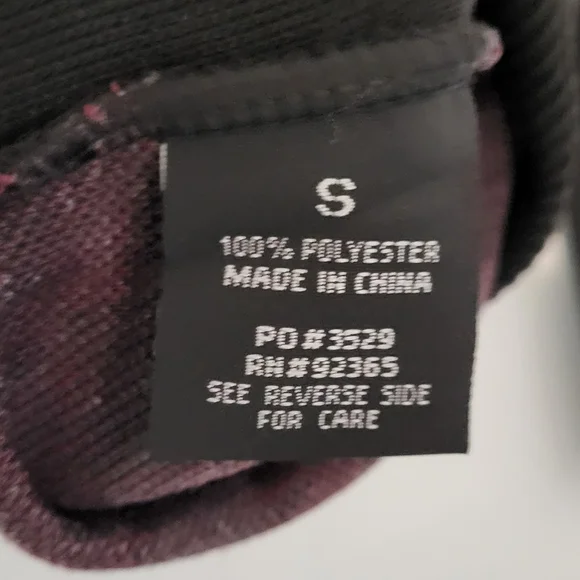 S
100% POLYESTER
MADE IN CHINA
PO#3529
RN#92365
SEE REVERSE SIDE
FOR CARE